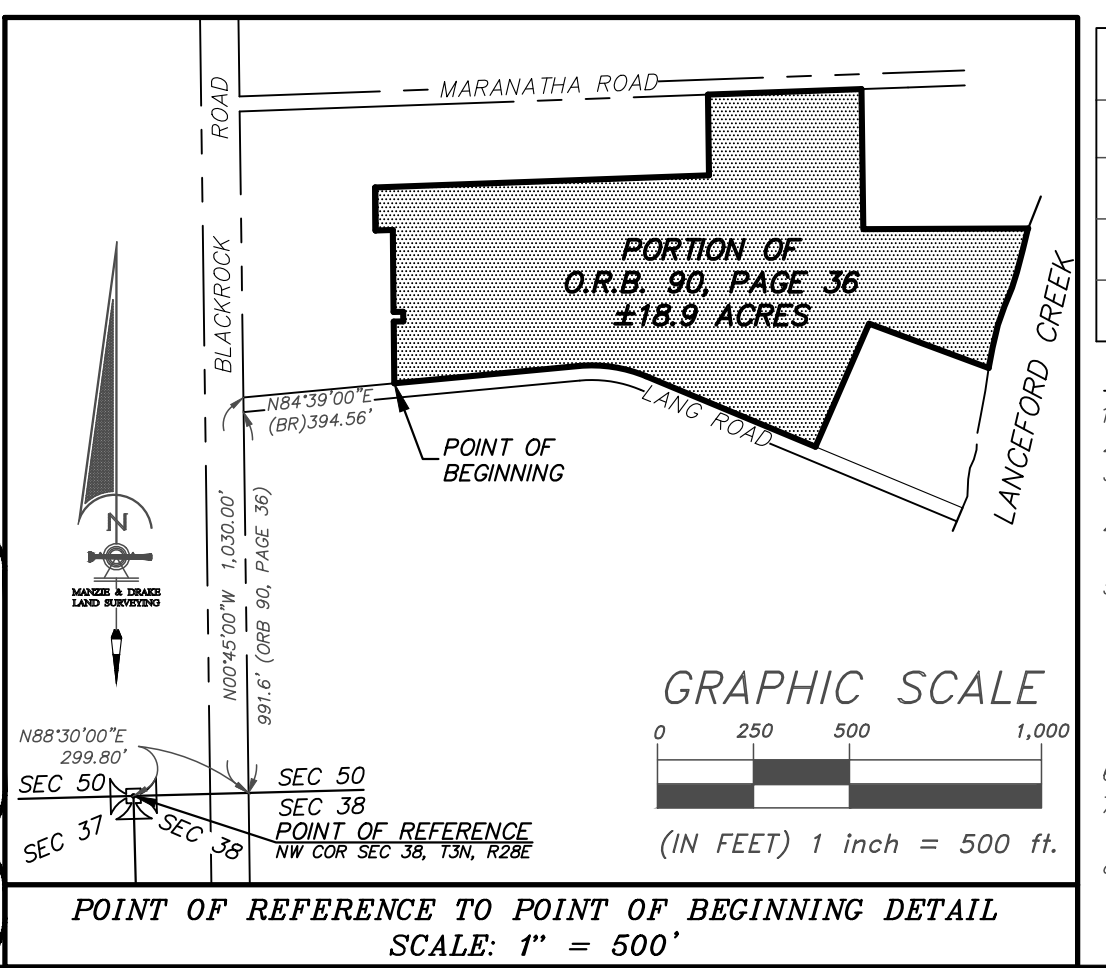 MARANATHA ROAD
BLACKROCK ROAD
PORTION OF
O.R.B. 90, PAGE 36
±18.9 ACRES
LANCEFORD CREEK
N84°39'00"E
(BR)394.56'
LANG ROAD
POINT OF
BEGINNING
N
MANZIE & DRAKE
LAND SURVEYING
N00°45'00"W 1,030.00'
991.6' (ORB 90, PAGE 36)
GRAPHIC SCALE
0 250 500 1,000
(IN FEET) 1 inch = 500 ft.
N88°30'00"E
299.80'
SEC 50
SEC 50
SEC 37
SEC 38
SEC 38
POINT OF REFERENCE
NW COR SEC 38, T3N, R28E
POINT OF REFERENCE TO POINT OF BEGINNING DETAIL
SCALE: 1" = 500'